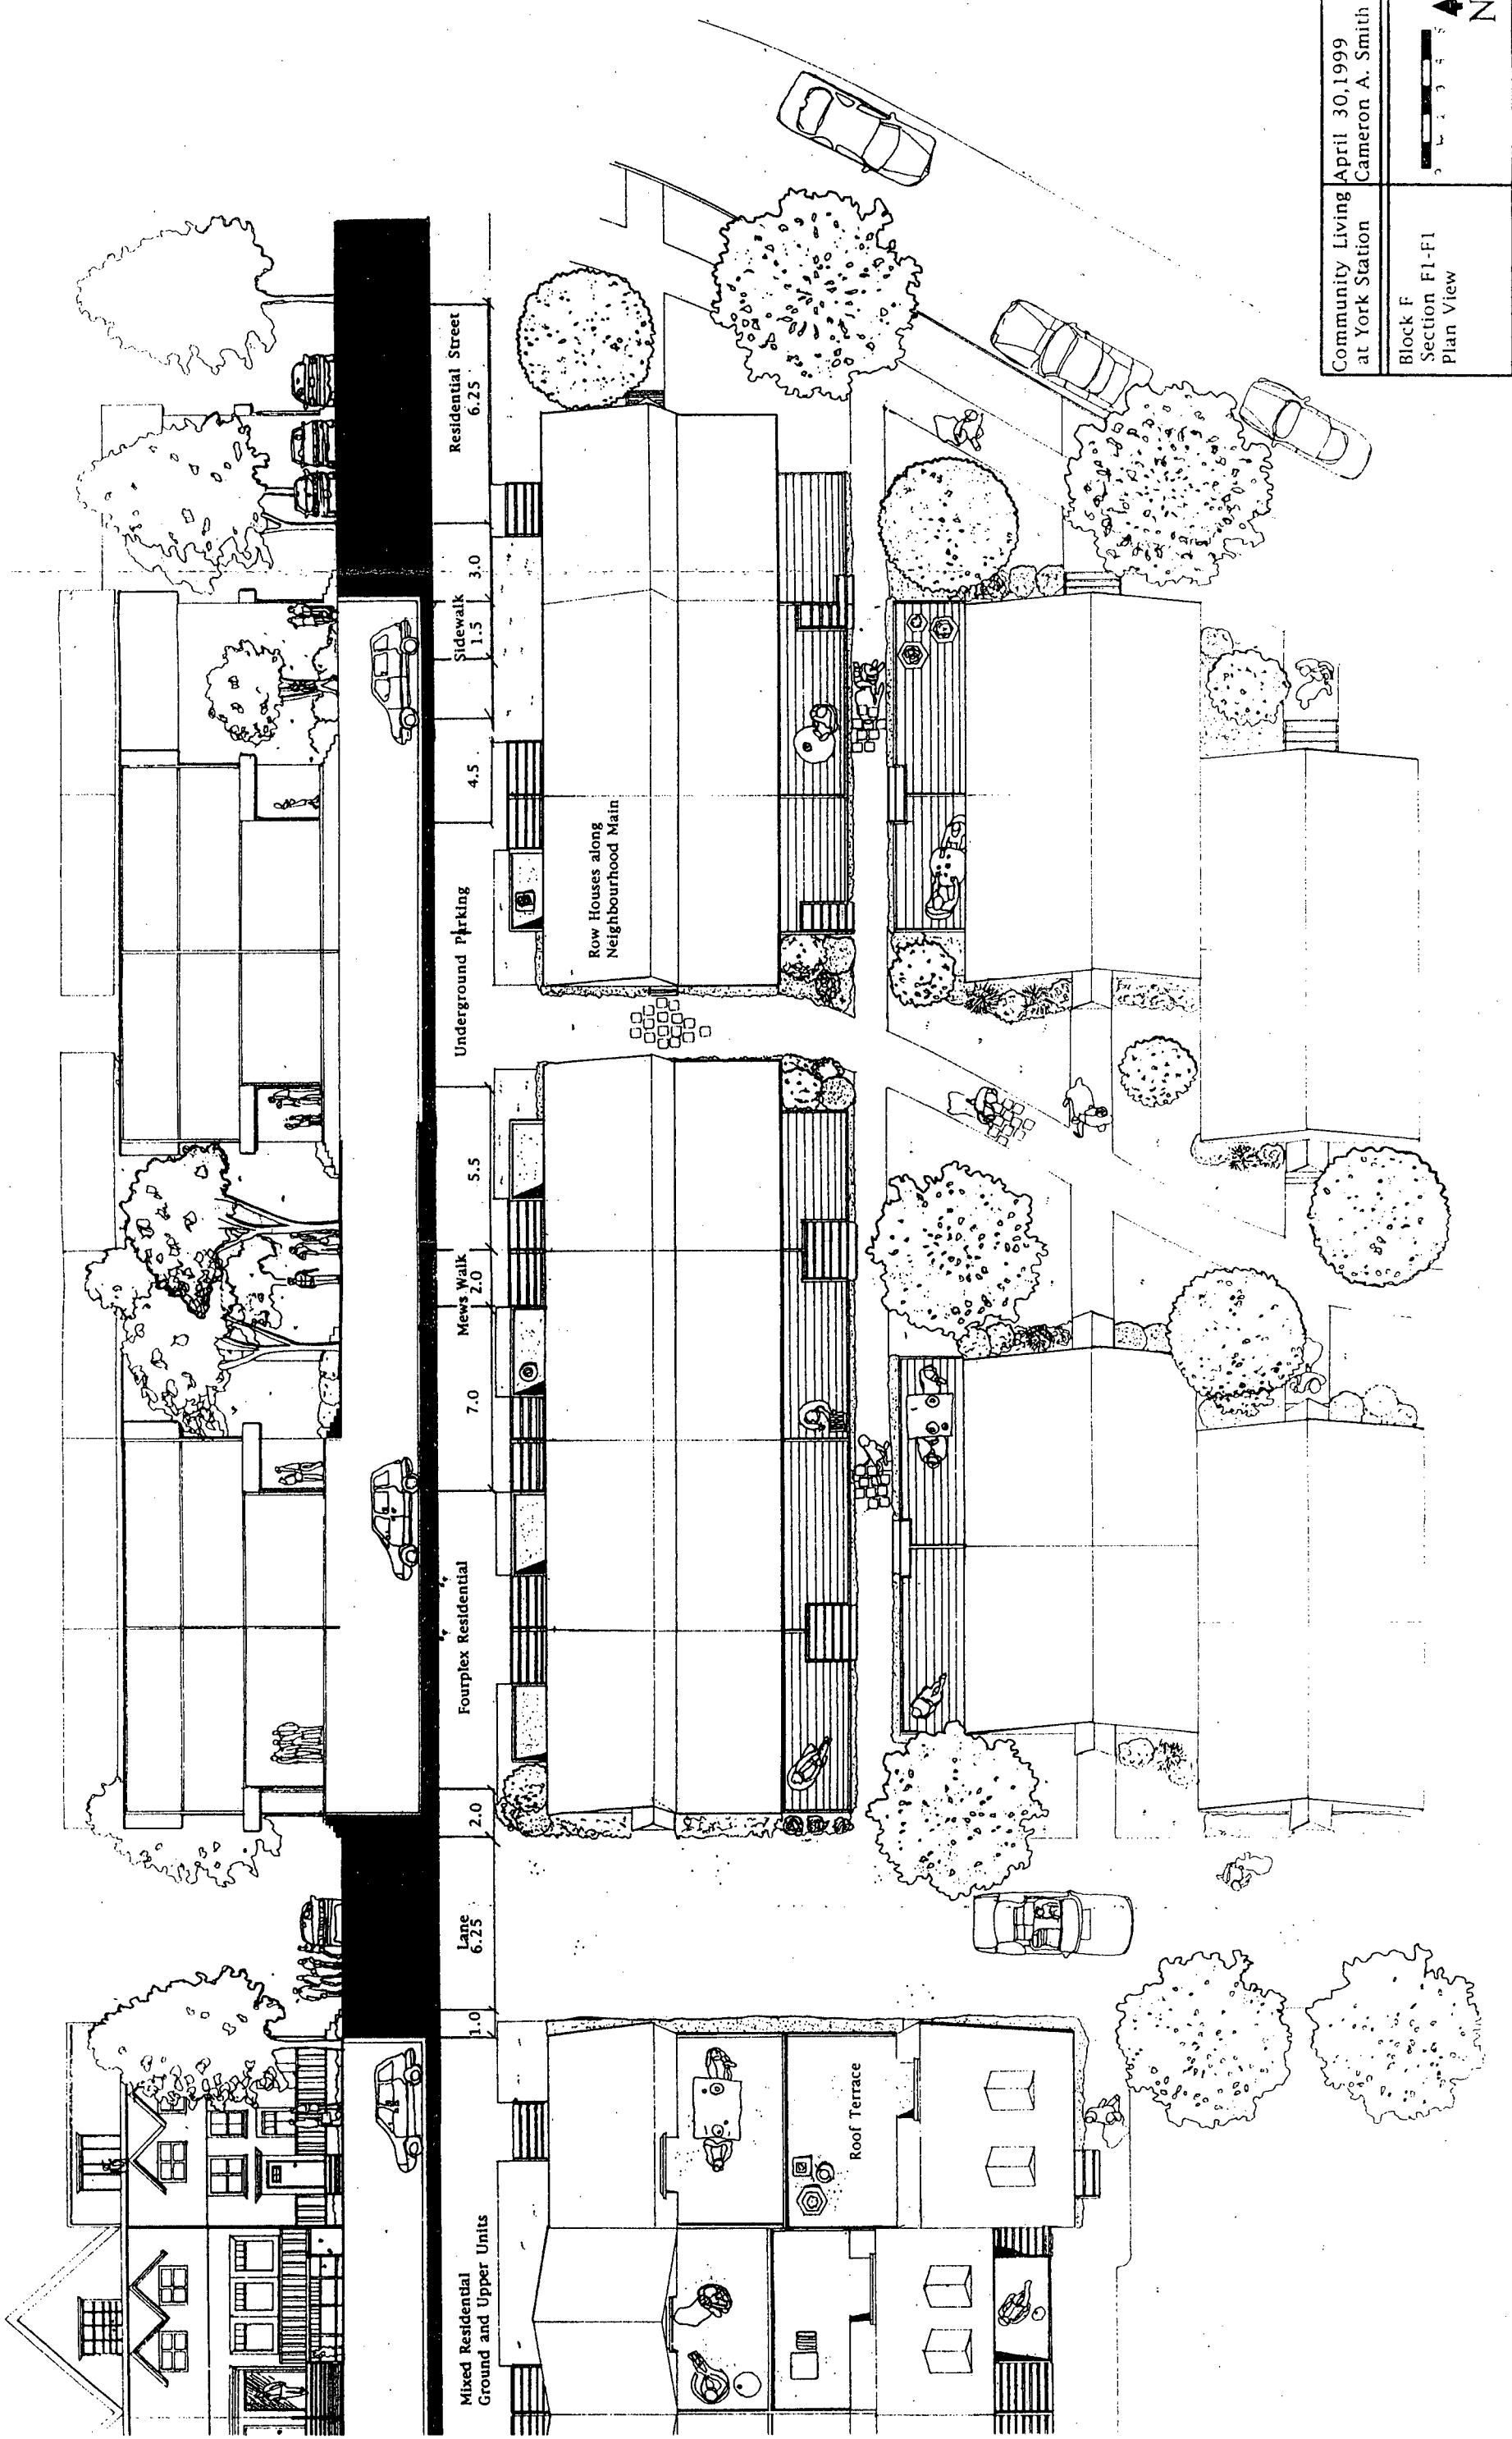 Mixed Residential
Ground and Upper Units
1.0
Lane
6.25
2.0
Fourplex Residential
7.0
Mews Walk
2.0
5.5
Underground Parking
4.5
Sidewalk
1.5
3.0
Residential Street
6.25
Row Houses along
Neighbourhood Main
Roof Terrace
Community Living
at York Station
April 30,1999
Cameron A. Smith
Block F
Section F1-F1
Plan View
N